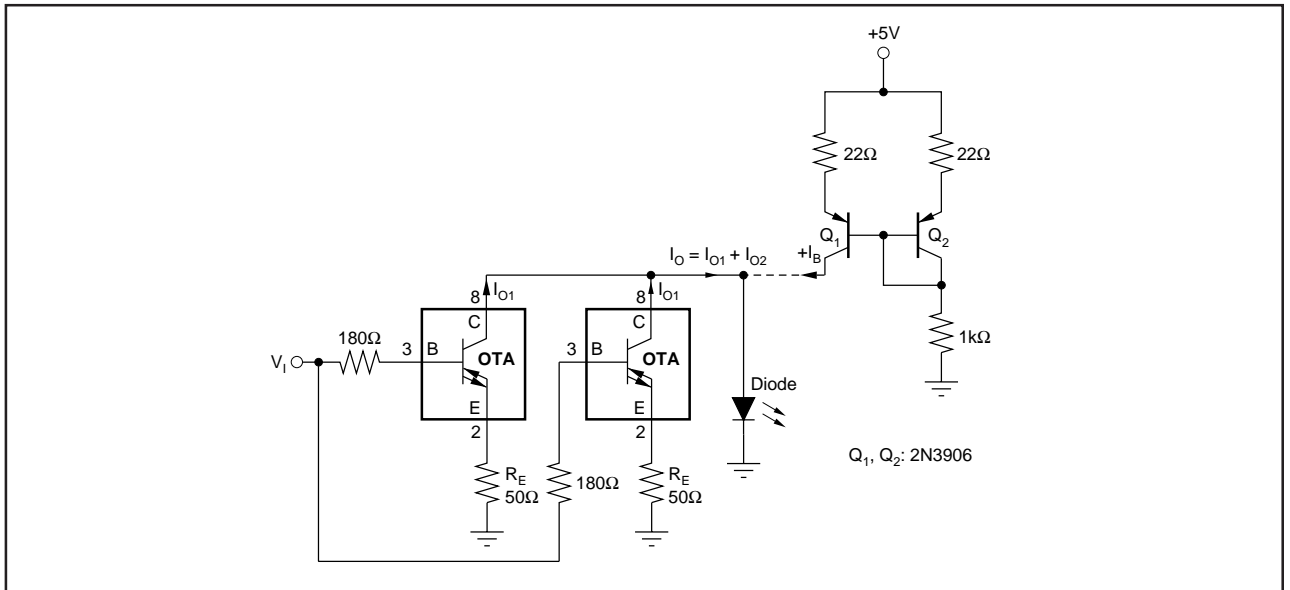 +5V
22Ω
22Ω
Q1
Q2
IO = IO1 + IO2
+IB
8
IO1
8
IO1
C
C
1kΩ
180Ω
VI
3
B
OTA
3
B
OTA
Diode
E
E
2
2
Q1, Q2: 2N3906
RE
50Ω
180Ω
RE
50Ω